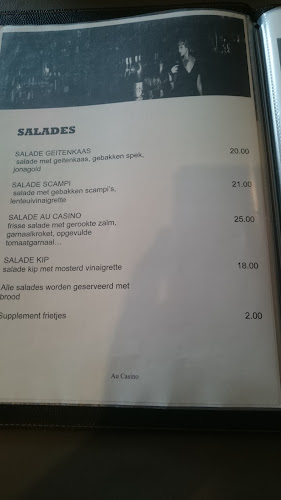 SALADES
SALADE GEITENKAAS 20.00
salade met geitenkaas, gebakken spek,
jonagold
SALADE SCAMPI 21.00
salade met gebakken scampi's,
lenteuivinaigrette
SALADE AU CASINO 25.00
frisse salade met gerookte zalm,
garnaalkroket, opgevulde
tomaatgarnaal...
SALADE KIP 18.00
salade kip met mosterd vinaigrette
Alle salades worden geserveerd met
brood
Supplement frietjes 2.00
Au Casino